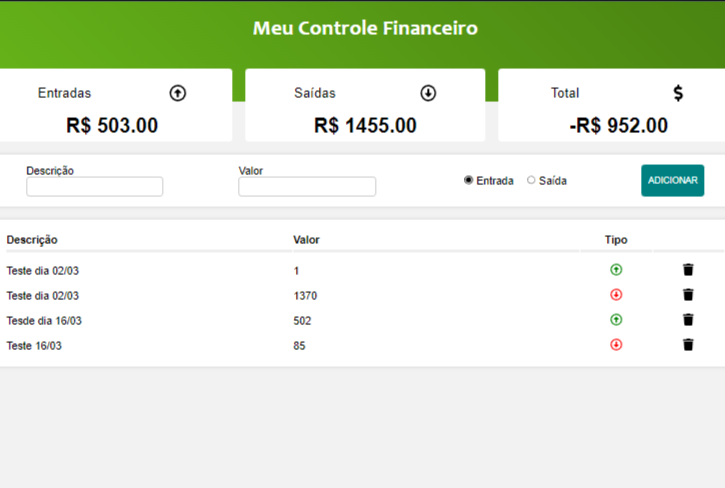 Meu Controle Financeiro
Entradas Saídas Total $
R$ 503.00 R$ 1455.00 -R$ 952.00
Descrição Valor
Entrada Saída ADICIONAR
Descrição Valor Tipo
Teste dia 02/03 1
Teste dia 02/03 1370
Tesde dia 16/03 502
Teste 16/03 85